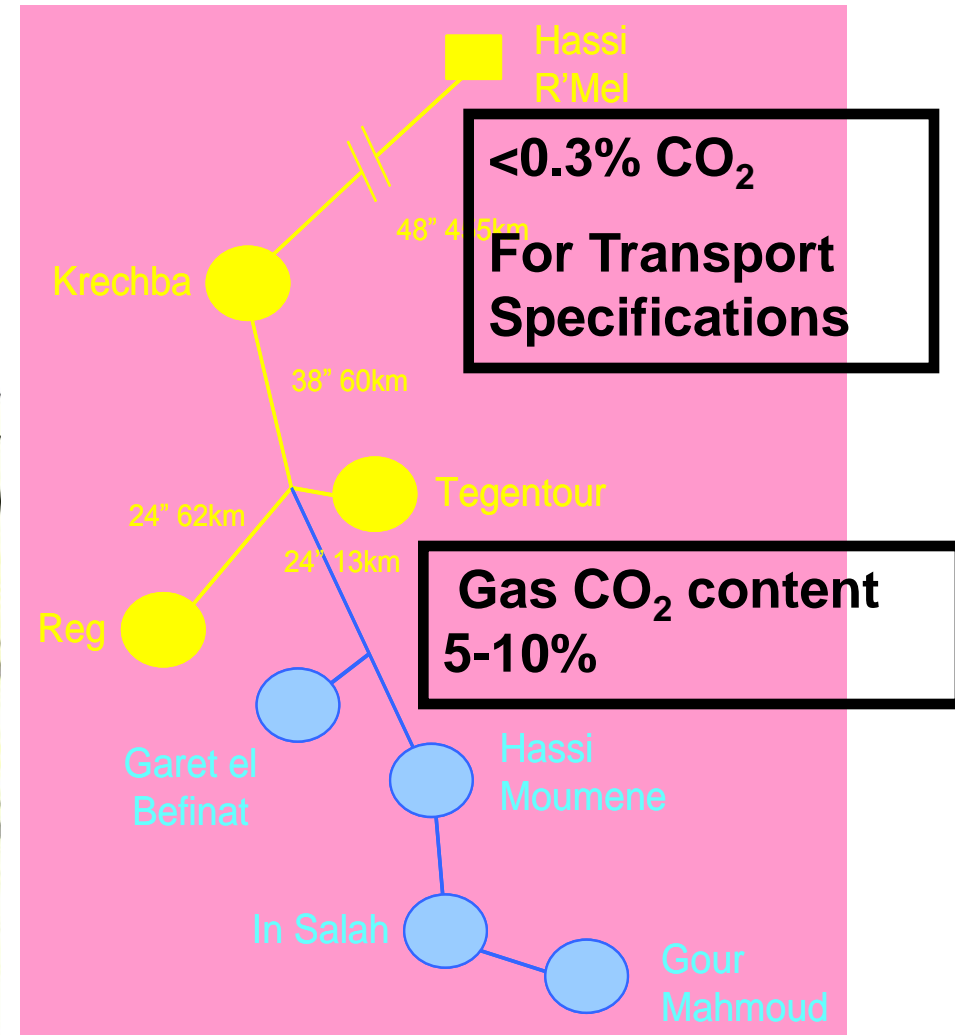 Hassi
R'Mel
<0.3% CO₂
For Transport
Specifications
48” 455km
Krechba
38” 60km
Tegentour
24” 62km
24” 13km
Gas CO₂ content
5-10%
Reg
Garet el
Befinat
Hassi
Moumene
In Salah
Gour
Mahmoud